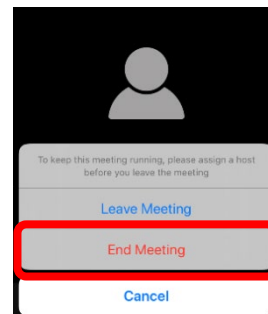 To keep this meeting running, please assign a host
before you leave the meeting
Leave Meeting
End Meeting
Cancel